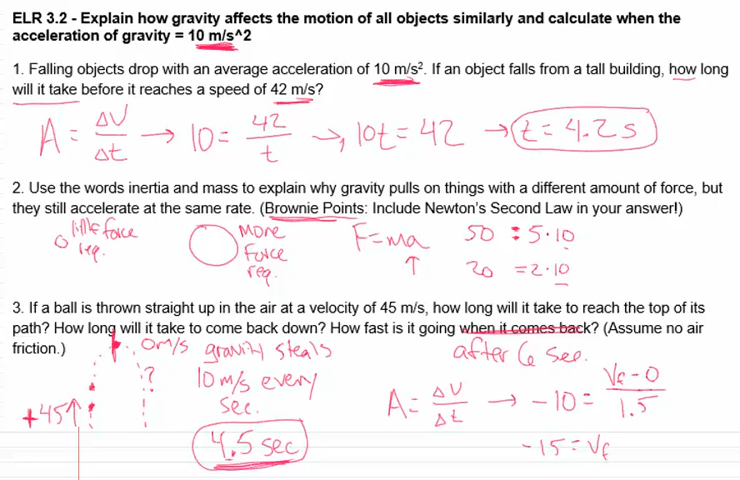 ELR 3.2 - Explain how gravity affects the motion of all objects similarly and calculate when the
acceleration of gravity = 10 m/s^2
1. Falling objects drop with an average acceleration of 10 m/s². If an object falls from a tall building, how long
will it take before it reaches a speed of 42 m/s?
A = ΔV/Δt → 10 = 42/t → 10t = 42 → t = 4.2 s
2. Use the words inertia and mass to explain why gravity pulls on things with a different amount of force, but
they still accelerate at the same rate. (Brownie Points: Include Newton's Second Law in your answer!)
little force
req.
More
Force
req.
F = ma
↑
50 = 5·10
20 = 2·10
3. If a ball is thrown straight up in the air at a velocity of 45 m/s, how long will it take to reach the top of its
path? How long will it take to come back down? How fast is it going when it comes back? (Assume no air
friction.)
0 m/s
?
+45↑
gravity steals
10 m/s every
sec.
4.5 sec
after 6 sec.
A = ΔV/Δt → -10 = Vf - 0/1.5
-15 = Vf